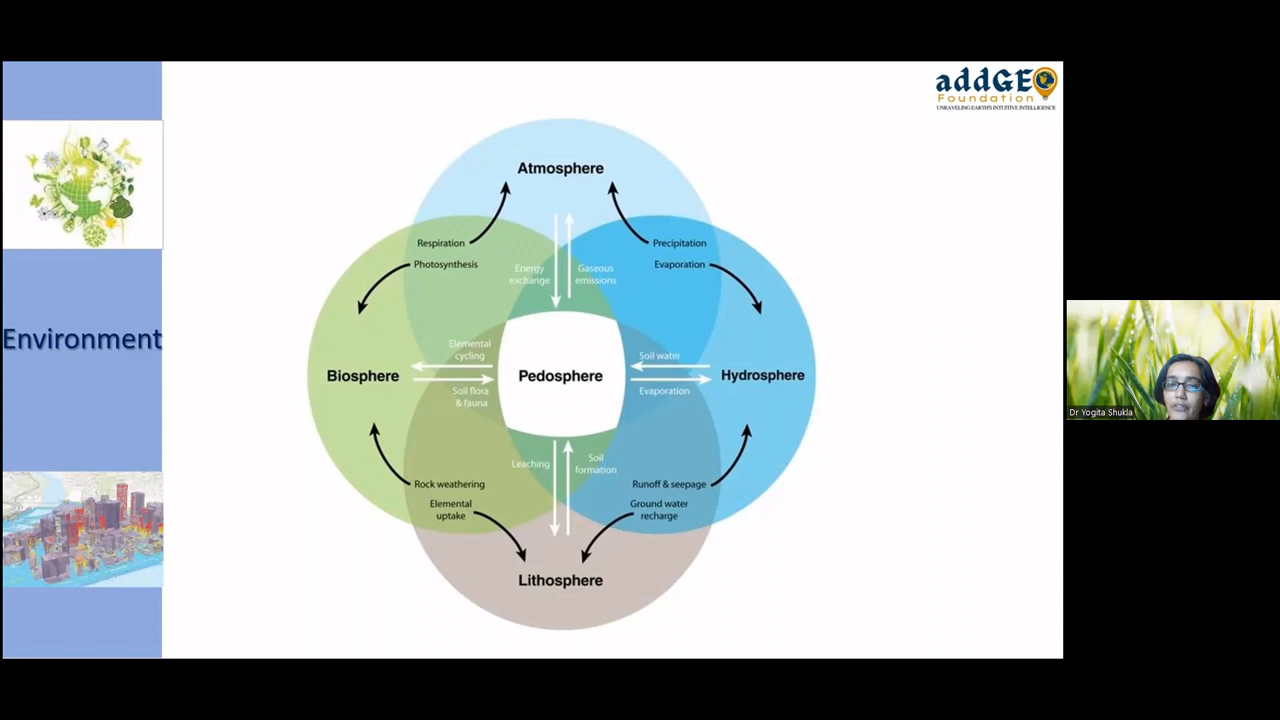 addGEO
Foundation
UNRAVELING EARTH'S INTUITIVE INTELLIGENCE
Environment
Atmosphere
Respiration
Photosynthesis
Precipitation
Evaporation
Energy
exchange
Gaseous
emissions
Elemental
cycling
Soil flora
& fauna
Biosphere
Pedosphere
Soil water
Evaporation
Hydrosphere
Leaching
Soil
formation
Rock weathering
Elemental
uptake
Runoff & seepage
Ground water
recharge
Lithosphere
Dr Yogita Shukla